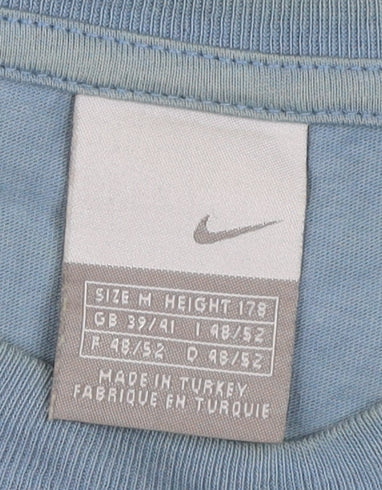 SIZE M HEIGHT 178
GB 39/41 I 48/52
F 48/52 D 48/52
MADE IN TURKEY
FABRIQUE EN TURQUIE